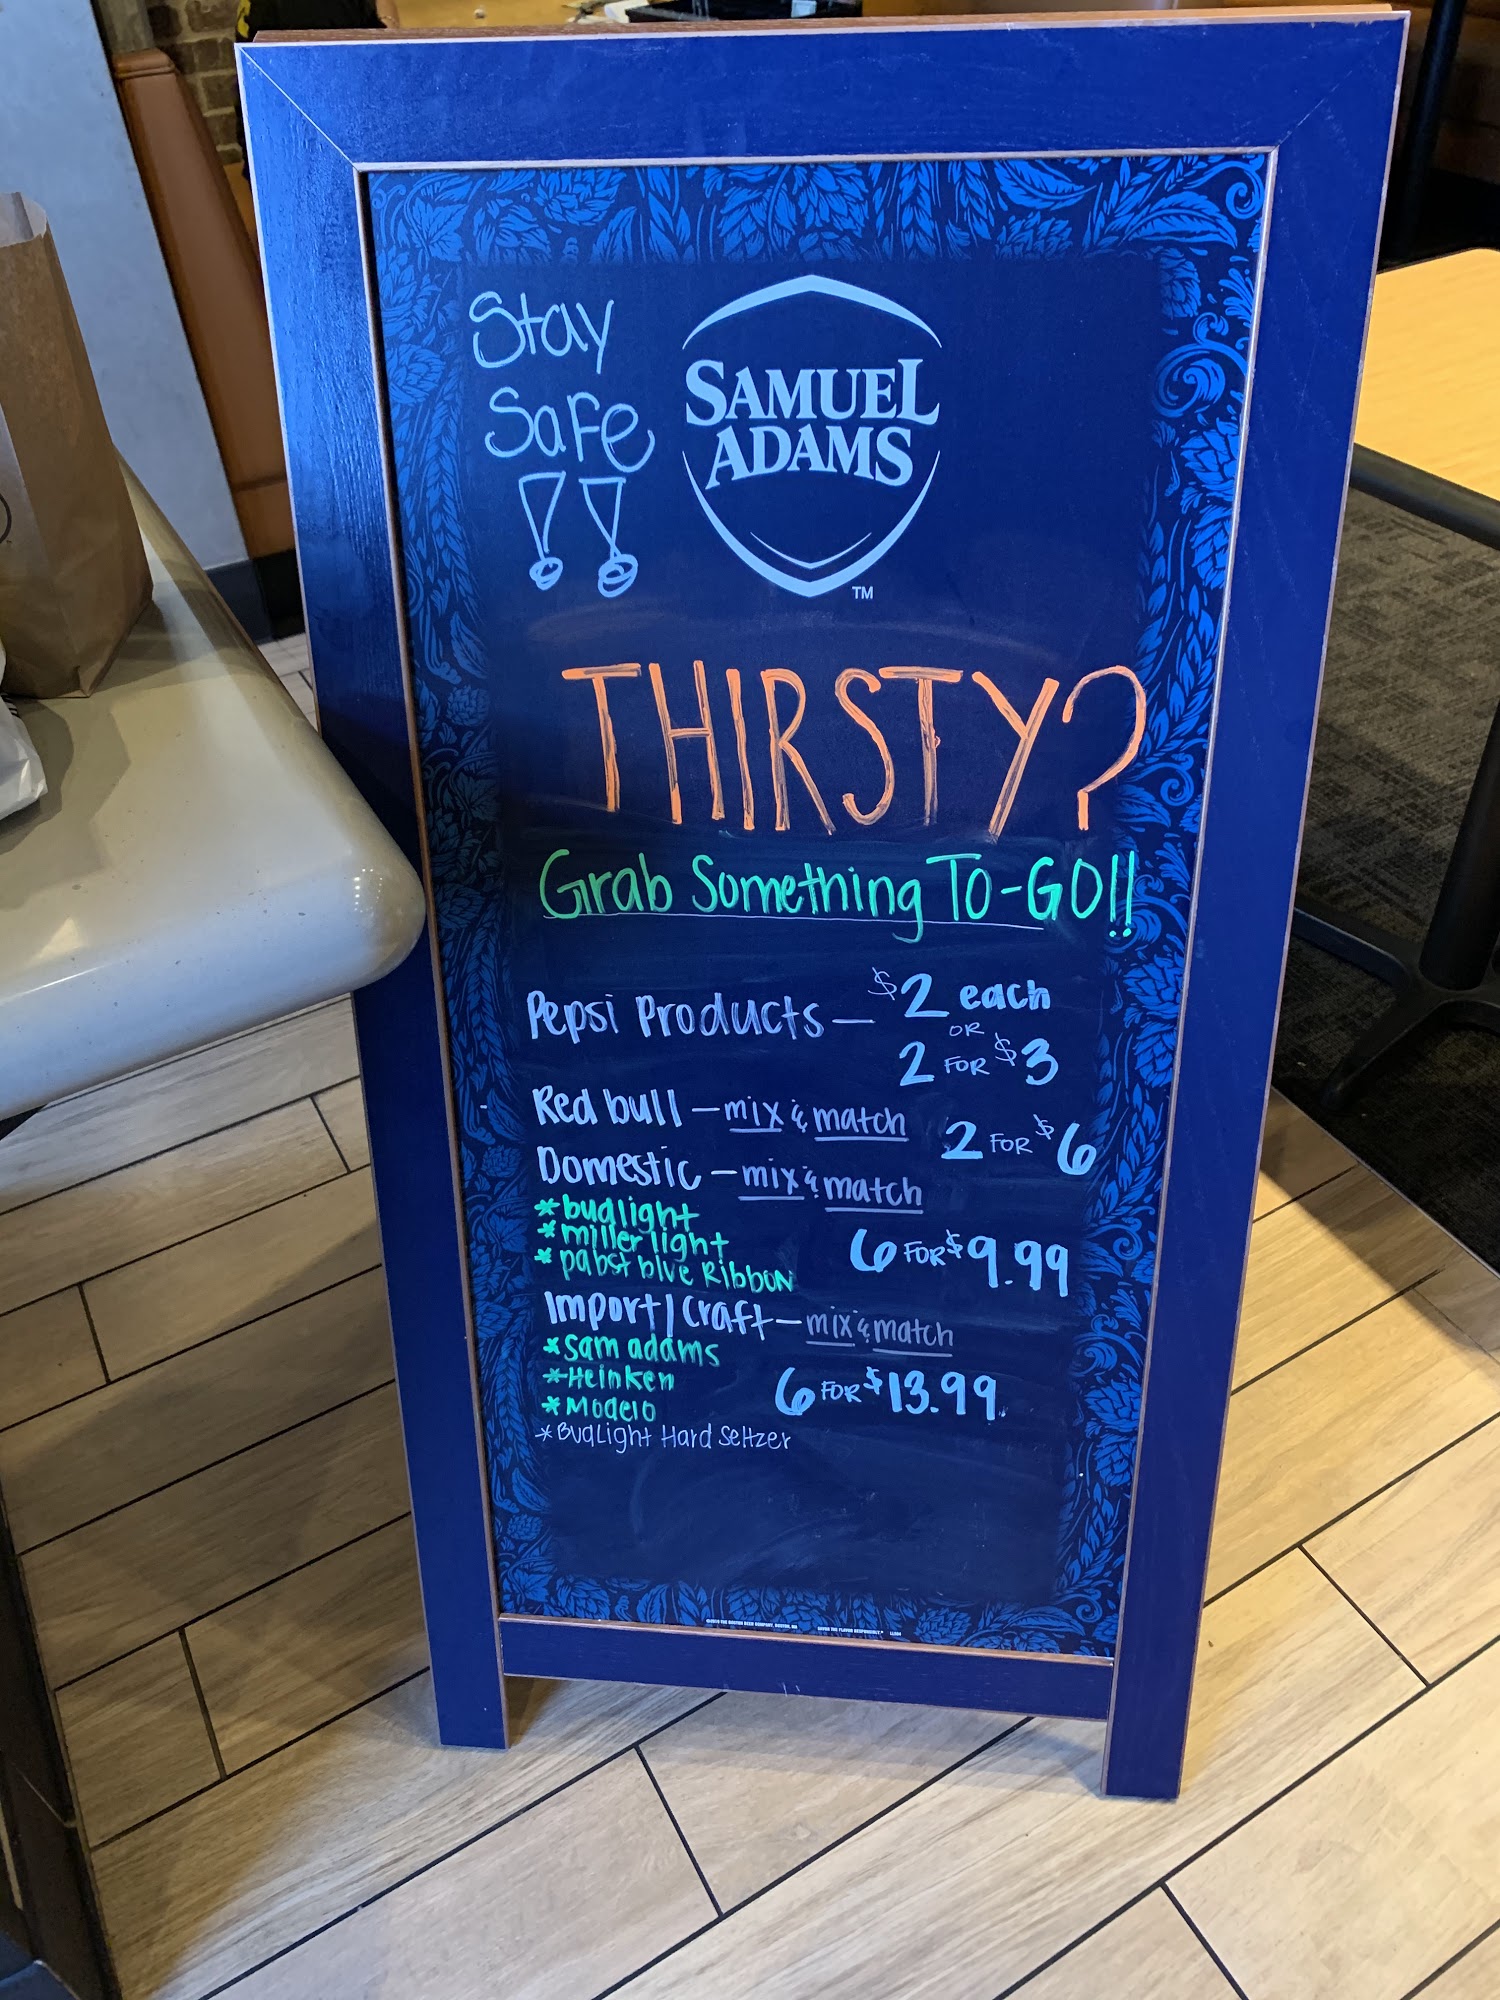 Stay
Safe
!!
SAMUEL
ADAMS
TM
THIRSTY?
Grab Something To-GO!!
Pepsi Products — $2 each
OR
2 FOR $3
Red bull — mix & match 2 FOR $6
Domestic — mix & match
*budlight
*miller light
*pabst blue Ribbon
6 FOR $9.99
Import/Craft — mix & match
*sam adams
*Heinken
*Modelo
6 FOR $13.99
*BudLight Hard Seltzer